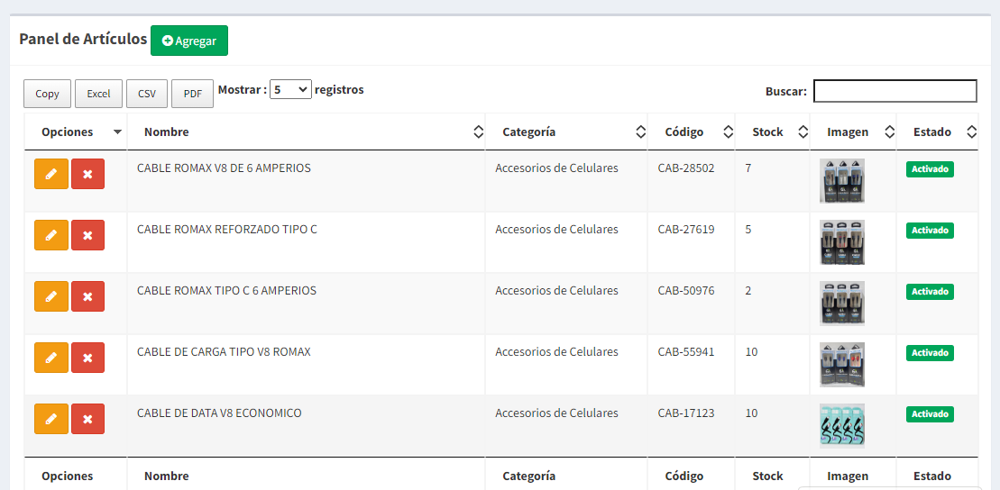 Panel de Artículos Agregar
Copy Excel CSV PDF Mostrar : 5 registros Buscar:
Opciones Nombre Categoría Código Stock Imagen Estado
CABLE ROMAX V8 DE 6 AMPERIOS Accesorios de Celulares CAB-28502 7 Activado
CABLE ROMAX REFORZADO TIPO C Accesorios de Celulares CAB-27619 5 Activado
CABLE ROMAX TIPO C 6 AMPERIOS Accesorios de Celulares CAB-50976 2 Activado
CABLE DE CARGA TIPO V8 ROMAX Accesorios de Celulares CAB-55941 10 Activado
CABLE DE DATA V8 ECONOMICO Accesorios de Celulares CAB-17123 10 Activado
Opciones Nombre Categoría Código Stock Imagen Estado